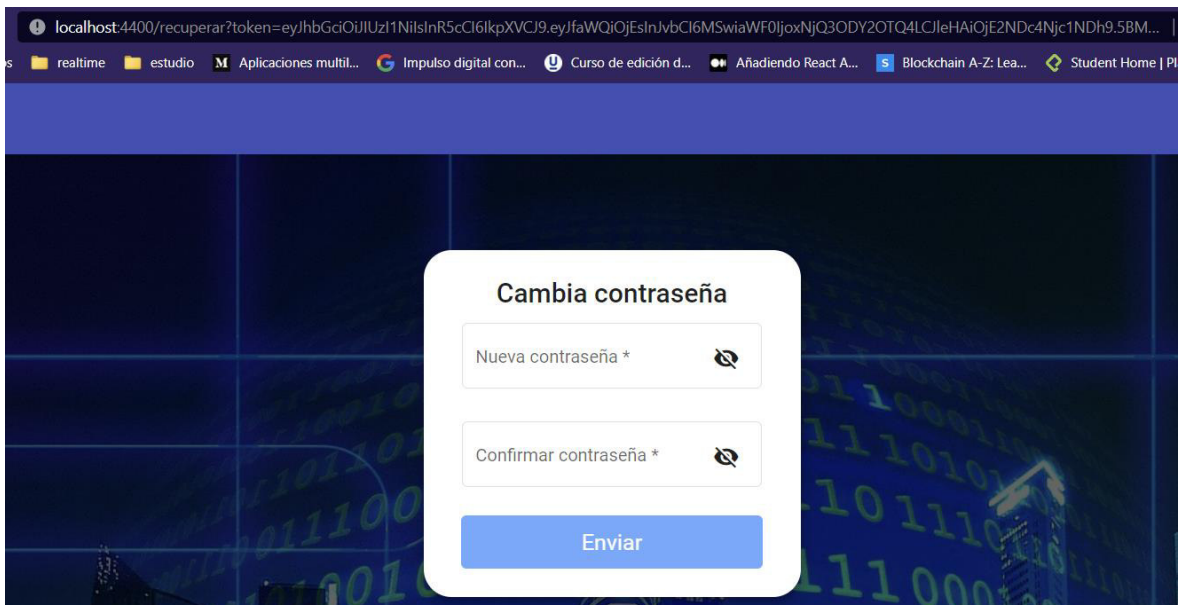 localhost:4400/recuperar?token=eyJhbGciOiJIUzI1NiIsInR5cCI6IkpXVCJ9.eyJfaWQiOjEsInJvbCI6MSwiaWF0IjoxNjQ3ODY2OTQ4LCJleHAiOjE2NDc4Njc1NDh9.5BM...
realtime estudio Aplicaciones multil... Impulso digital con... Curso de edición d... Añadiendo React A... Blockchain A-Z: Lea... Student Home | Pl
Cambia contraseña
Nueva contraseña *
Confirmar contraseña *
Enviar